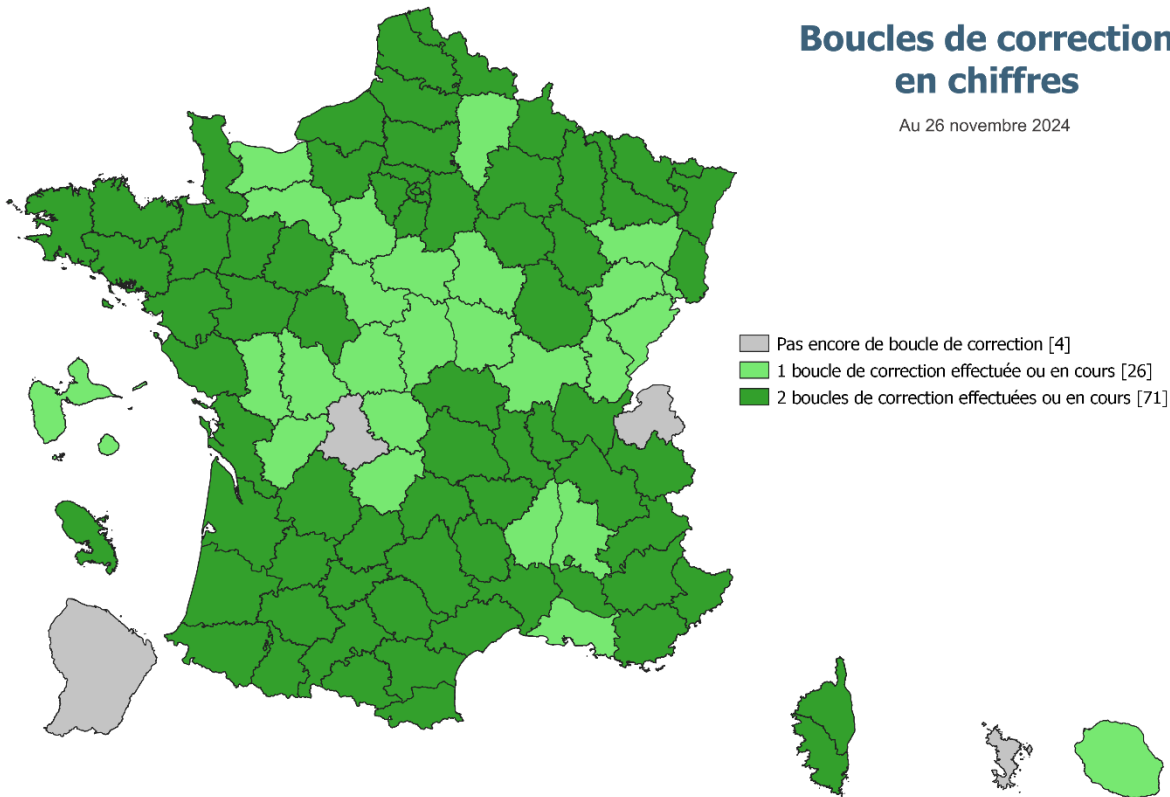 Boucles de correction
en chiffres
Au 26 novembre 2024
Pas encore de boucle de correction [4]
1 boucle de correction effectuée ou en cours [26]
2 boucles de correction effectuées ou en cours [71]